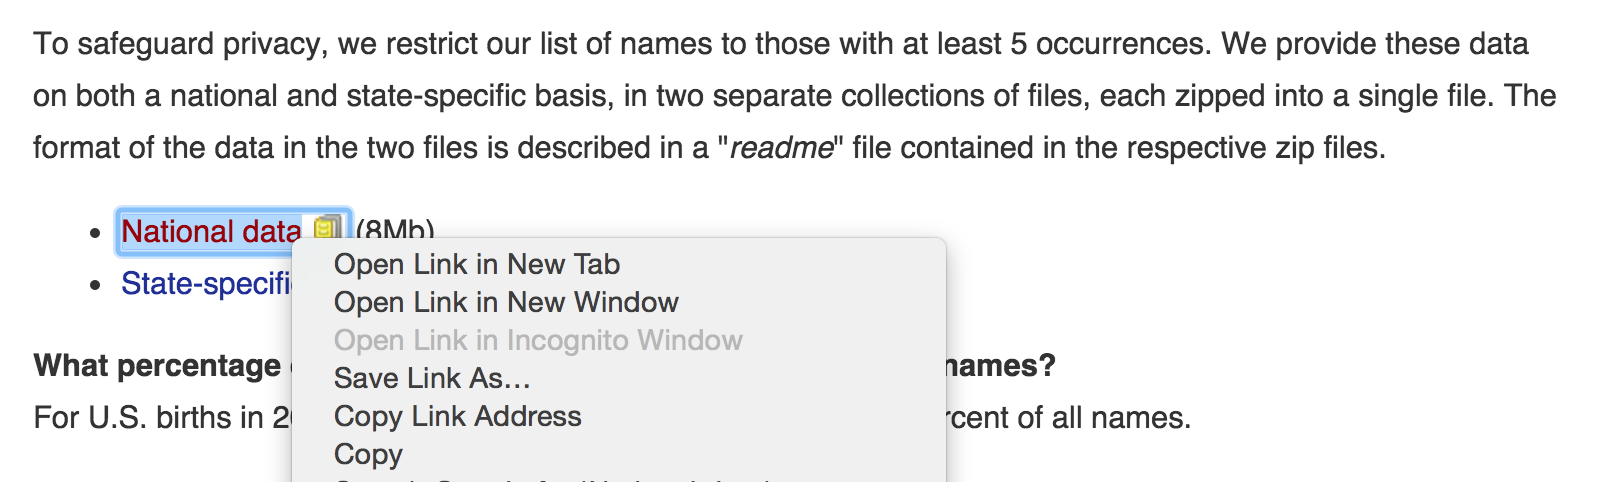 To safeguard privacy, we restrict our list of names to those with at least 5 occurrences. We provide these data
on both a national and state-specific basis, in two separate collections of files, each zipped into a single file. The
format of the data in the two files is described in a "readme" file contained in the respective zip files.
• National data (8Mb)
• State-specifi
Open Link in New Tab
Open Link in New Window
Open Link in Incognito Window
Save Link As...
Copy Link Address
Copy
What percentage names?
For U.S. births in 2 rcent of all names.